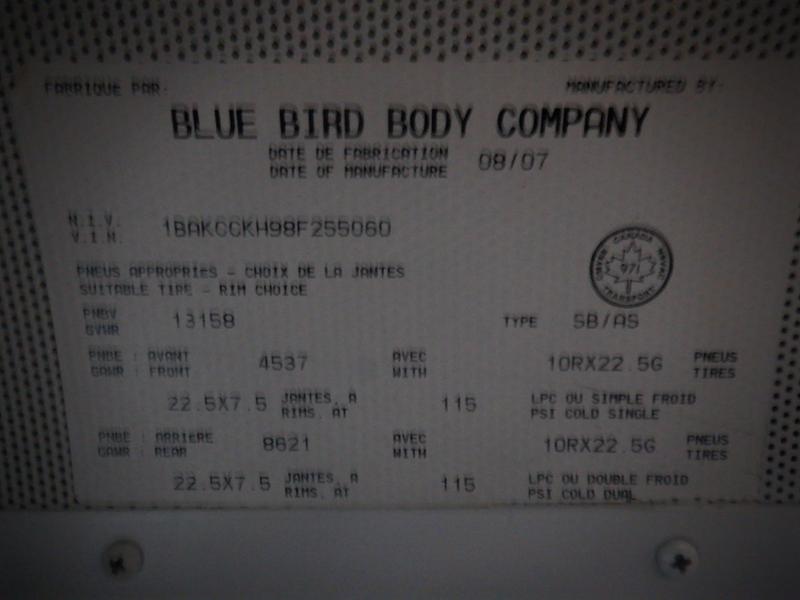 FABRIQUE PAR: MANUFACTURED BY:
BLUE BIRD BODY COMPANY
DATE DE FABRICATION
DATE OF MANUFACTURE 08/07
N.I.V.
V.I.N. 1BAKCCKH98F255060
CANADA
971
TRANSPORT
PNEUS APPROPRIES - CHOIX DE LA JANTES
SUITABLE TIRE - RIM CHOICE
PNBV
GVWR 13158 TYPE SB/AS
PNBE : AVANT
GAWR : FRONT 4537 AVEC
WITH 10RX22.5G PNEUS
TIRES
22.5X7.5 JANTES, A
RIMS, AT 115 LPC OU SIMPLE FROID
PSI COLD SINGLE
PNBE : ARRIERE
GAWR : REAR 8621 AVEC
WITH 10RX22.5G PNEUS
TIRES
22.5X7.5 JANTES, A
RIMS, AT 115 LPC OU DOUBLE FROID
PSI COLD DUAL